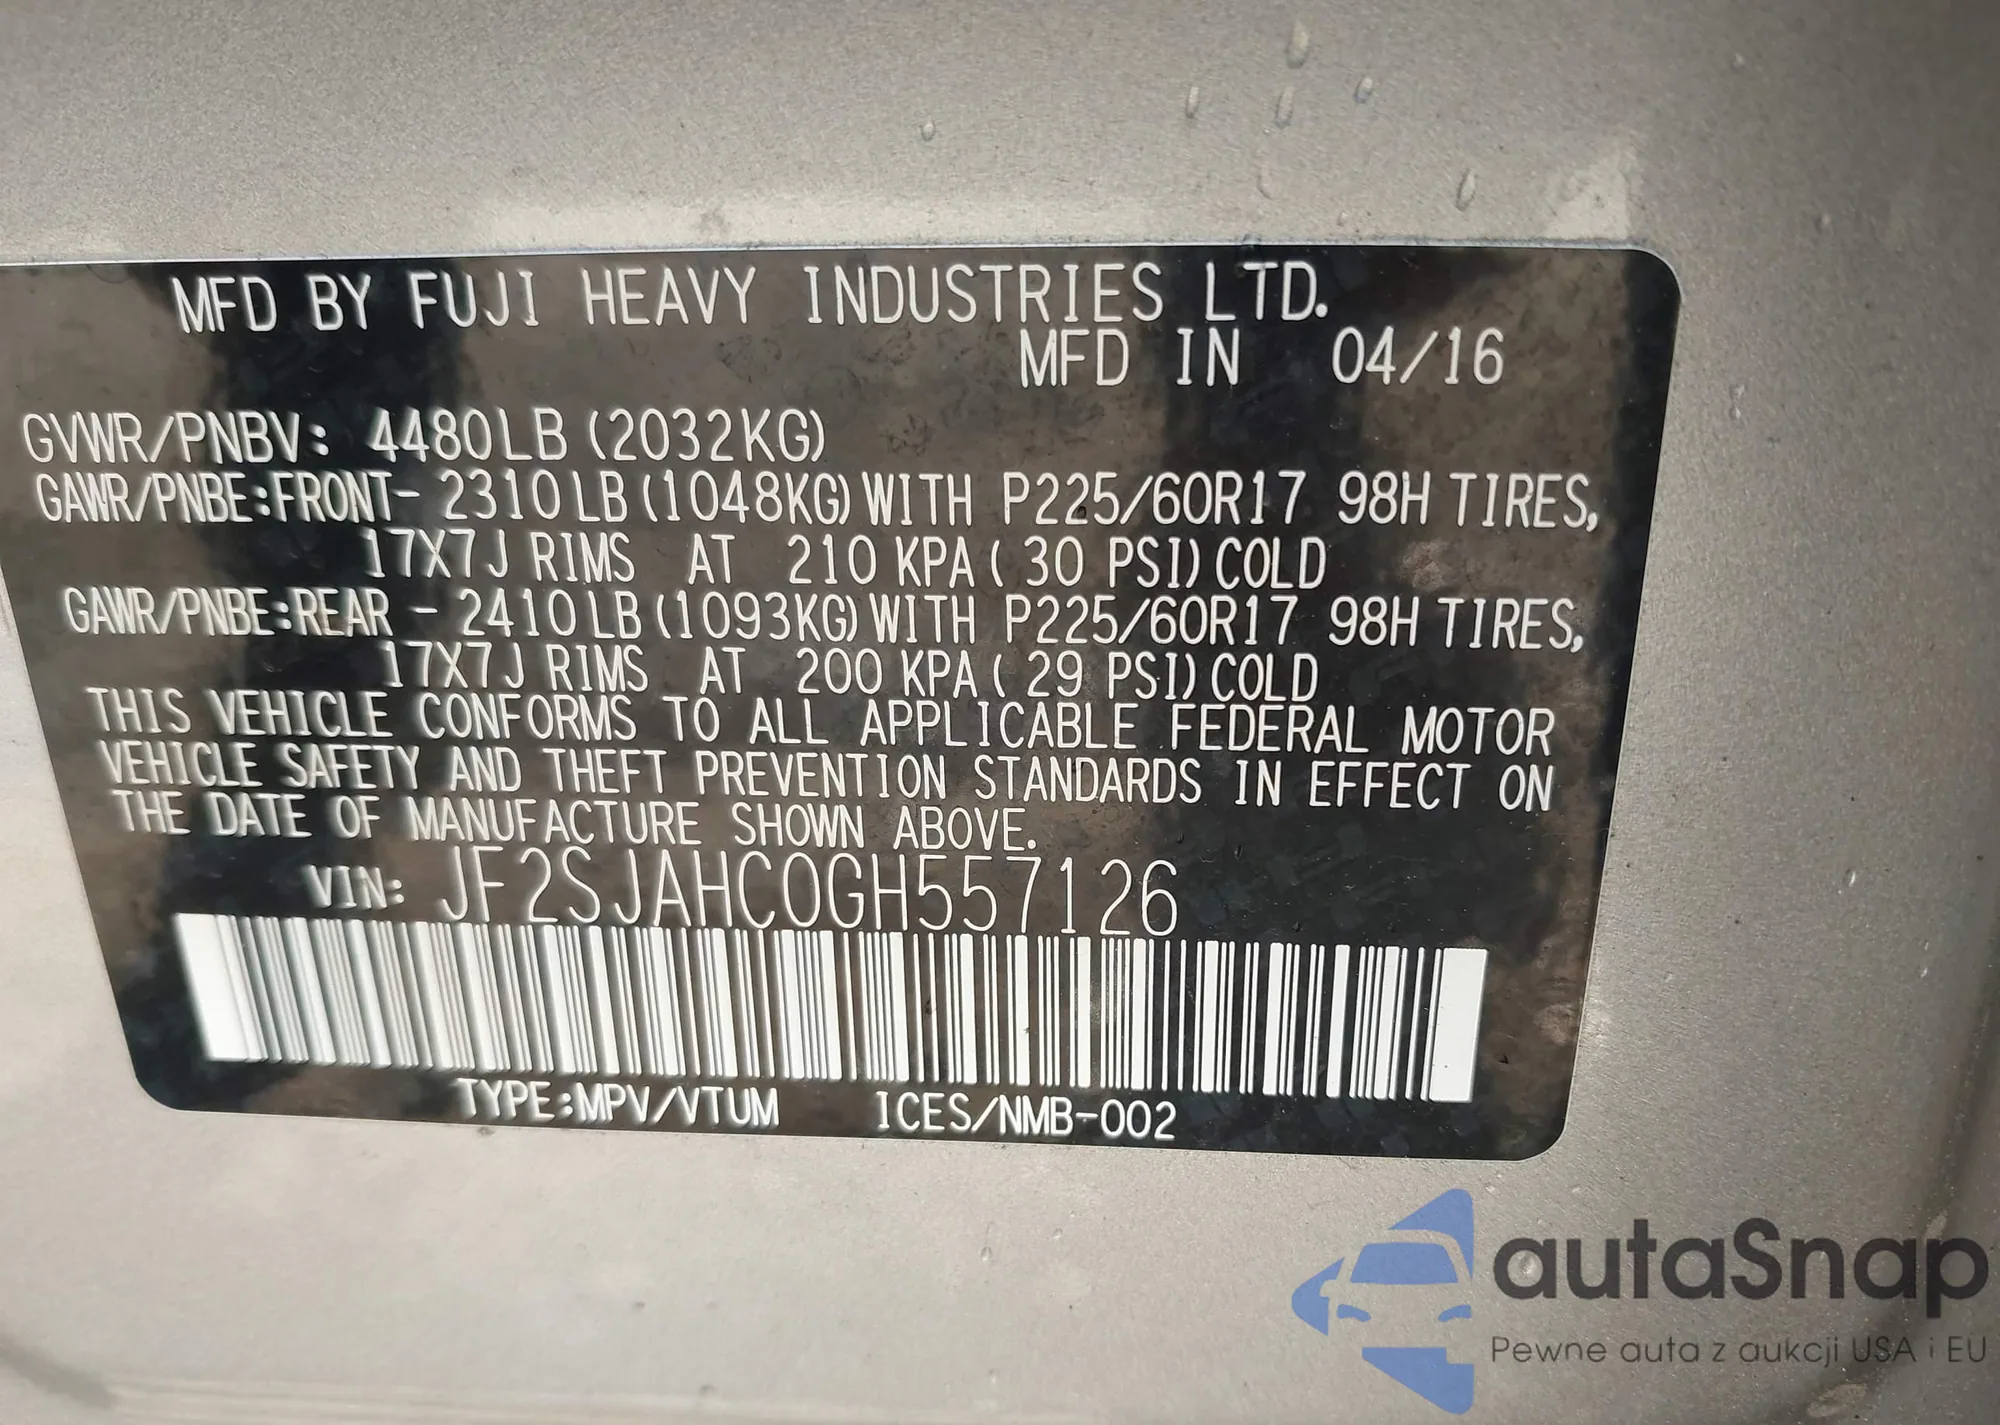 MFD BY FUJI HEAVY INDUSTRIES LTD.
MFD IN 04/16
GVWR/PNBV: 4480LB (2032KG)
GAWR/PNBE:FRONT- 2310LB (1048KG) WITH P225/60R17 98H TIRES,
17X7J RIMS AT 210 KPA ( 30 PSI) COLD
GAWR/PNBE:REAR - 2410LB (1093KG) WITH P225/60R17 98H TIRES,
17X7J RIMS AT 200 KPA ( 29 PSI) COLD
THIS VEHICLE CONFORMS TO ALL APPLICABLE FEDERAL MOTOR
VEHICLE SAFETY AND THEFT PREVENTION STANDARDS IN EFFECT ON
THE DATE OF MANUFACTURE SHOWN ABOVE.
VIN: JF2SJAHC0GH557126
TYPE:MPV/VTUM ICES/NMB-002
autaSnap
Pewne auta z aukcji USA i EU